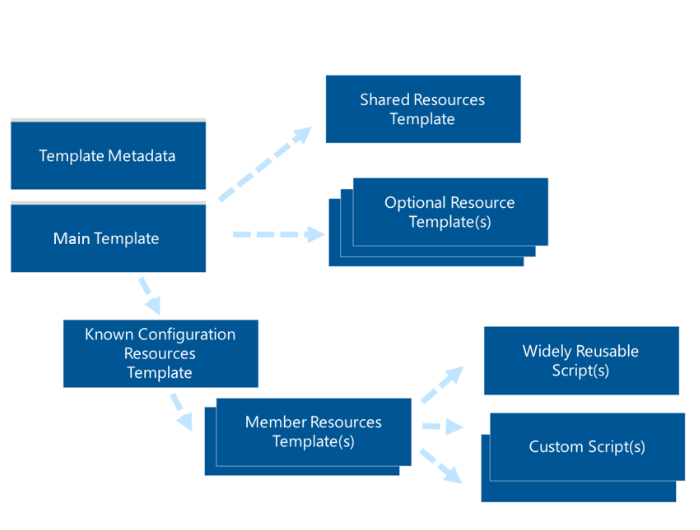 Shared Resources
Template
Template Metadata
Optional Resource
Template(s)
Main Template
Known Configuration
Resources
Template
Widely Reusable
Script(s)
Member Resources
Template(s)
Custom Script(s)